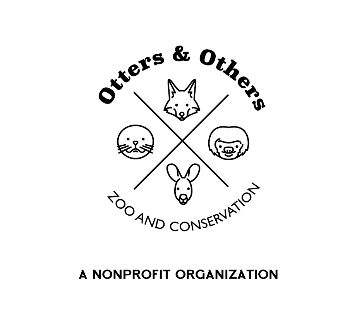 Otters & Others
ZOO AND CONSERVATION
A NONPROFIT ORGANIZATION